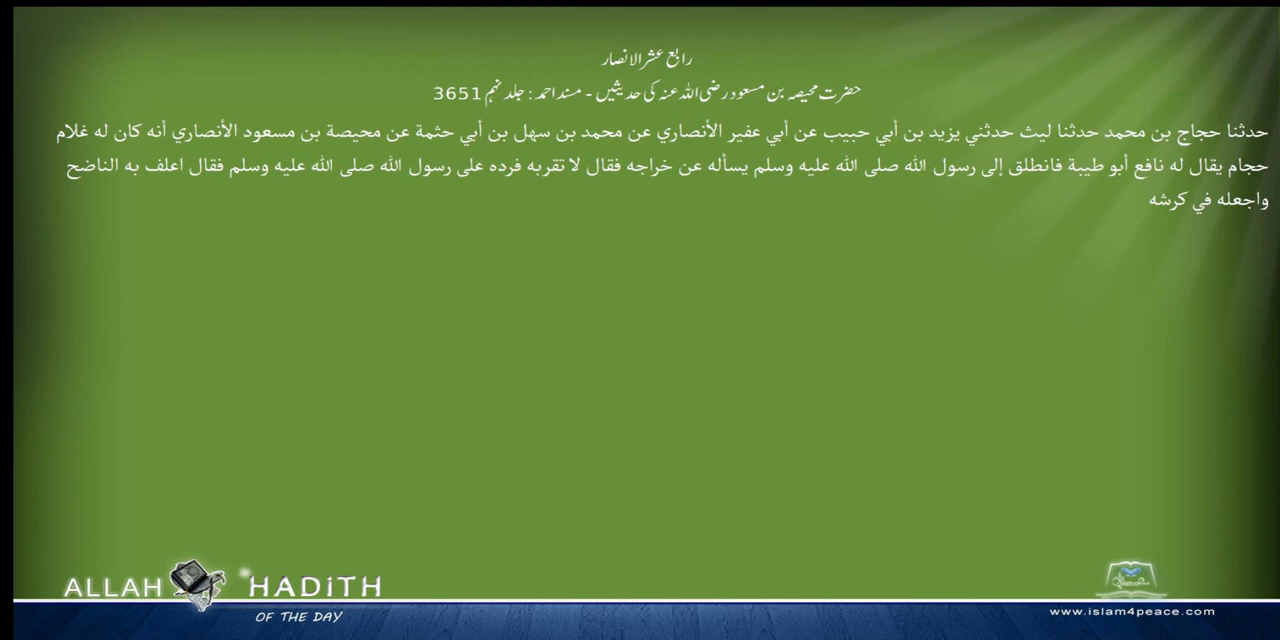 رابع عشر الانصار
حضرت محیصہ بن مسعود رضی اللہ عنہ کی حدیثیں - مسند احمد: جلد نہم 3651
حدثنا حجاج بن محمد حدثنا ليث حدثني يزيد بن أبي حبيب عن أبي عفير الأنصاري عن محمد بن سهل بن أبي حثمة عن محيصة بن مسعود الأنصاري أنه كان له غلام
حجام يقال له نافع أبو طيبة فانطلق إلى رسول الله صلى الله عليه وسلم يسأله عن خراجه فقال لا تقربه فرده على رسول الله صلى الله عليه وسلم فقال اعلف به الناضح
واجعله في كرشه
ALLAH HADITH
OF THE DAY
www.islam4peace.com